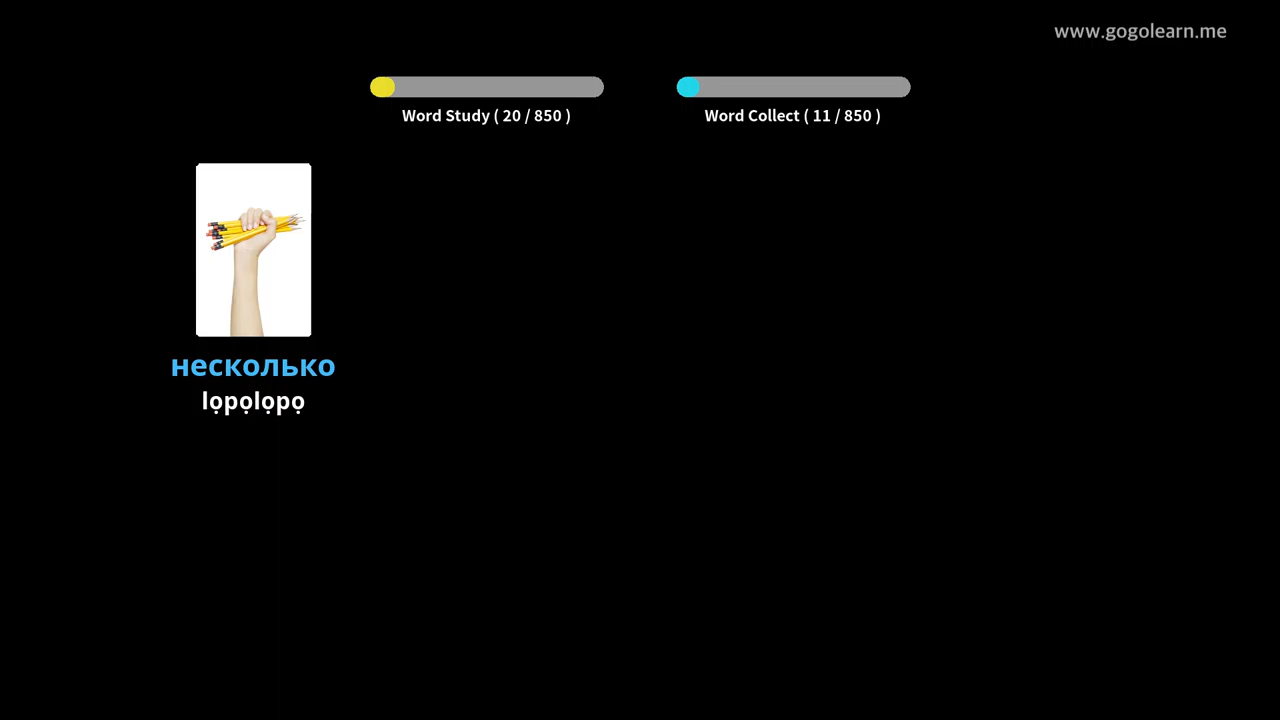 www.gogolearn.me
Word Study ( 20 / 850 )
Word Collect ( 11 / 850 )
несколько
lọpọlọpọ